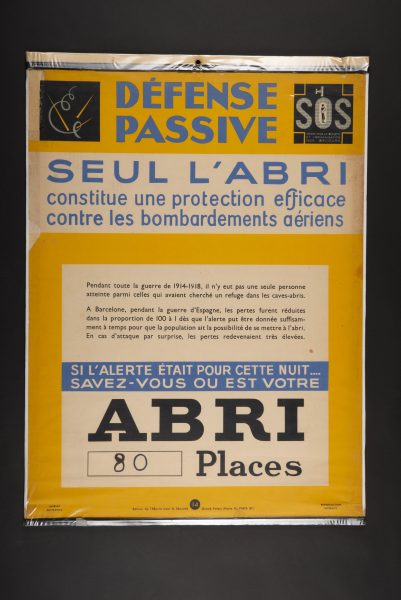 DÉFENSE
PASSIVE
SOS
SEUL L'ABRI
constitue une protection efficace
contre les bombardements aériens
Pendant toute la guerre de 1914-1918, il n'y eut pas une seule personne
atteinte parmi celles qui avaient cherché un refuge dans les caves-abris.
A Barcelone, pendant la guerre d'Espagne, les pertes furent réduites
dans la proportion de 100 à 1 dès que l'alerte put être donnée suffisam-
ment à temps pour que la population ait la possibilité de se mettre à l'abri.
En cas d'attaque par surprise, les pertes redevenaient très élevées.
SI L'ALERTE ÉTAIT POUR CETTE NUIT....
SAVEZ-VOUS OU EST VOTRE
ABRI
80 Places